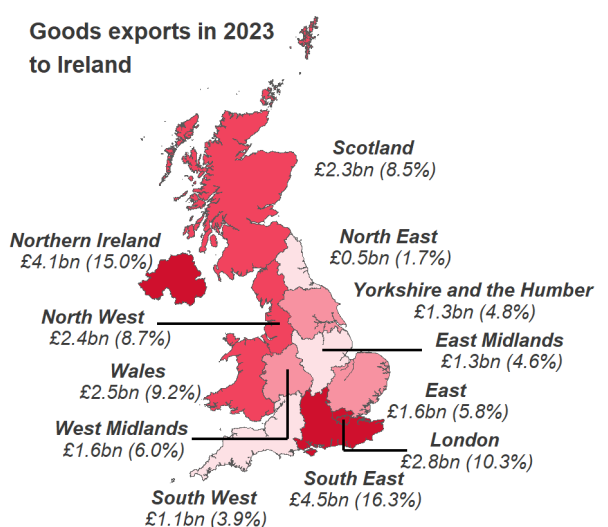 Goods exports in 2023
to Ireland
Scotland
£2.3bn (8.5%)
Northern Ireland
£4.1bn (15.0%)
North East
£0.5bn (1.7%)
Yorkshire and the Humber
£1.3bn (4.8%)
North West
£2.4bn (8.7%)
East Midlands
£1.3bn (4.6%)
Wales
£2.5bn (9.2%)
East
£1.6bn (5.8%)
West Midlands
£1.6bn (6.0%)
London
£2.8bn (10.3%)
South East
£4.5bn (16.3%)
South West
£1.1bn (3.9%)